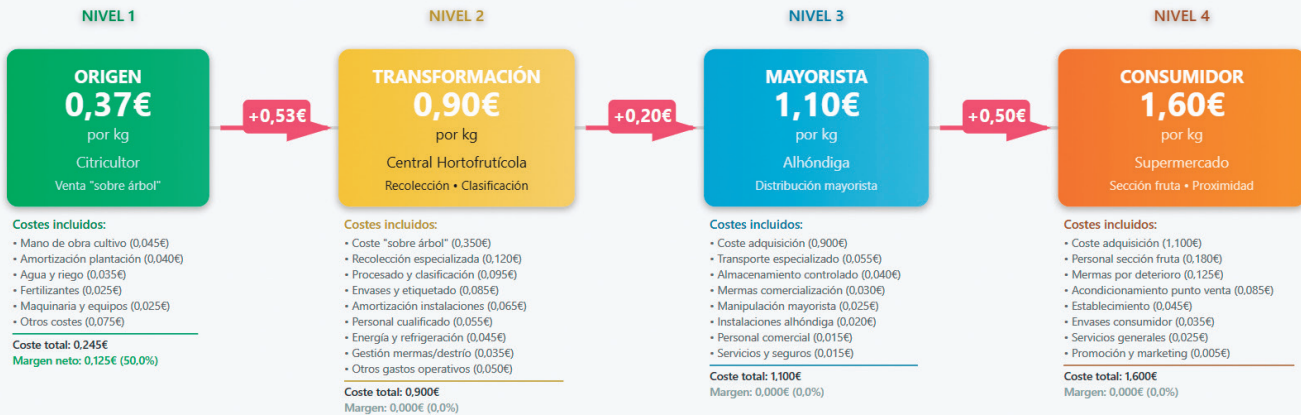 NIVEL 1
ORIGEN
0,37€
por kg
Citricultor
Venta "sobre árbol"
Costes incluidos:
• Mano de obra cultivo (0,045€)
• Amortización plantación (0,040€)
• Agua y riego (0,035€)
• Fertilizantes (0,025€)
• Maquinaria y equipos (0,025€)
• Otros costes (0,075€)
Coste total: 0,245€
Margen neto: 0,125€ (50,0%)
+0,53€
NIVEL 2
TRANSFORMACIÓN
0,90€
por kg
Central Hortofrutícola
Recolección • Clasificación
Costes incluidos:
• Coste "sobre árbol" (0,350€)
• Recolección especializada (0,120€)
• Procesado y clasificación (0,095€)
• Envases y etiquetado (0,085€)
• Amortización instalaciones (0,065€)
• Personal cualificado (0,055€)
• Energía y refrigeración (0,045€)
• Gestión mermas/destrío (0,035€)
• Otros gastos operativos (0,050€)
Coste total: 0,900€
Margen: 0,000€ (0,0%)
+0,20€
NIVEL 3
MAYORISTA
1,10€
por kg
Alhóndiga
Distribución mayorista
Costes incluidos:
• Coste adquisición (0,900€)
• Transporte especializado (0,055€)
• Almacenamiento controlado (0,040€)
• Mermas comercialización (0,030€)
• Manipulación mayorista (0,025€)
• Instalaciones alhóndiga (0,020€)
• Personal comercial (0,015€)
• Servicios y seguros (0,015€)
Coste total: 1,100€
Margen: 0,000€ (0,0%)
+0,50€
NIVEL 4
CONSUMIDOR
1,60€
por kg
Supermercado
Sección fruta • Proximidad
Costes incluidos:
• Coste adquisición (1,100€)
• Personal sección fruta (0,180€)
• Mermas por deterioro (0,125€)
• Acondicionamiento punto venta (0,085€)
• Establecimiento (0,045€)
• Envases consumidor (0,035€)
• Servicios generales (0,025€)
• Promoción y marketing (0,005€)
Coste total: 1,600€
Margen: 0,000€ (0,0%)